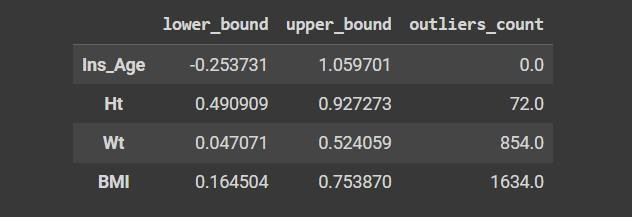 lower_bound upper_bound outliers_count
Ins_Age -0.253731 1.059701 0.0
Ht 0.490909 0.927273 72.0
Wt 0.047071 0.524059 854.0
BMI 0.164504 0.753870 1634.0